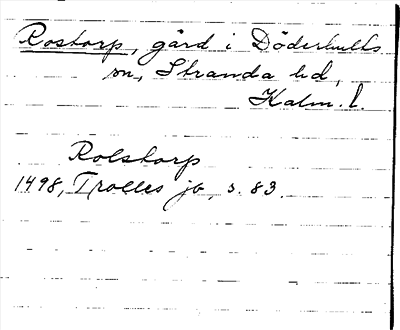 Rostorp, gård i Döderhults
sn, Stranda hd,
Kalm. l.
Rolstorp
1498, Trolles jb, s. 83.